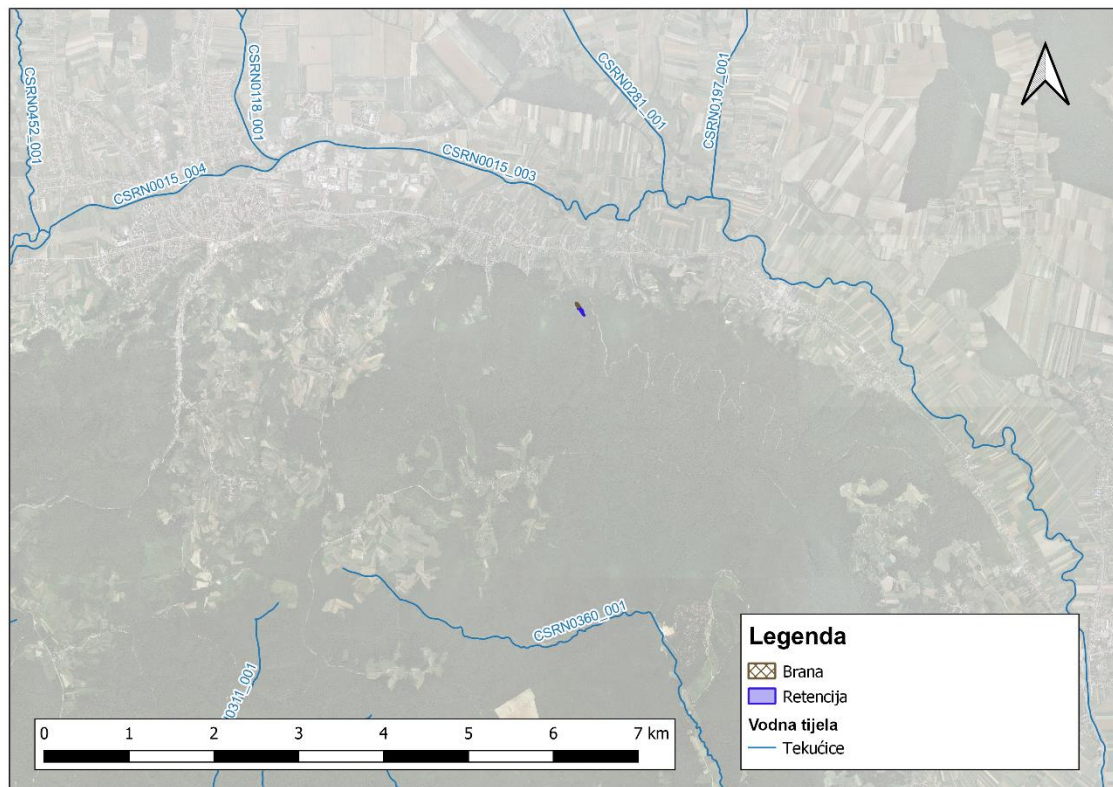 CSRN0452_001
CSRN0118_001
CSRN0281_001
CSRN0197_001
CSRN0015_004
CSRN0015_003
CSRN0360_001
0311_001
Legenda
Brana
Retencija
Vodna tijela
Tekućice
0 1 2 3 4 5 6 7 km